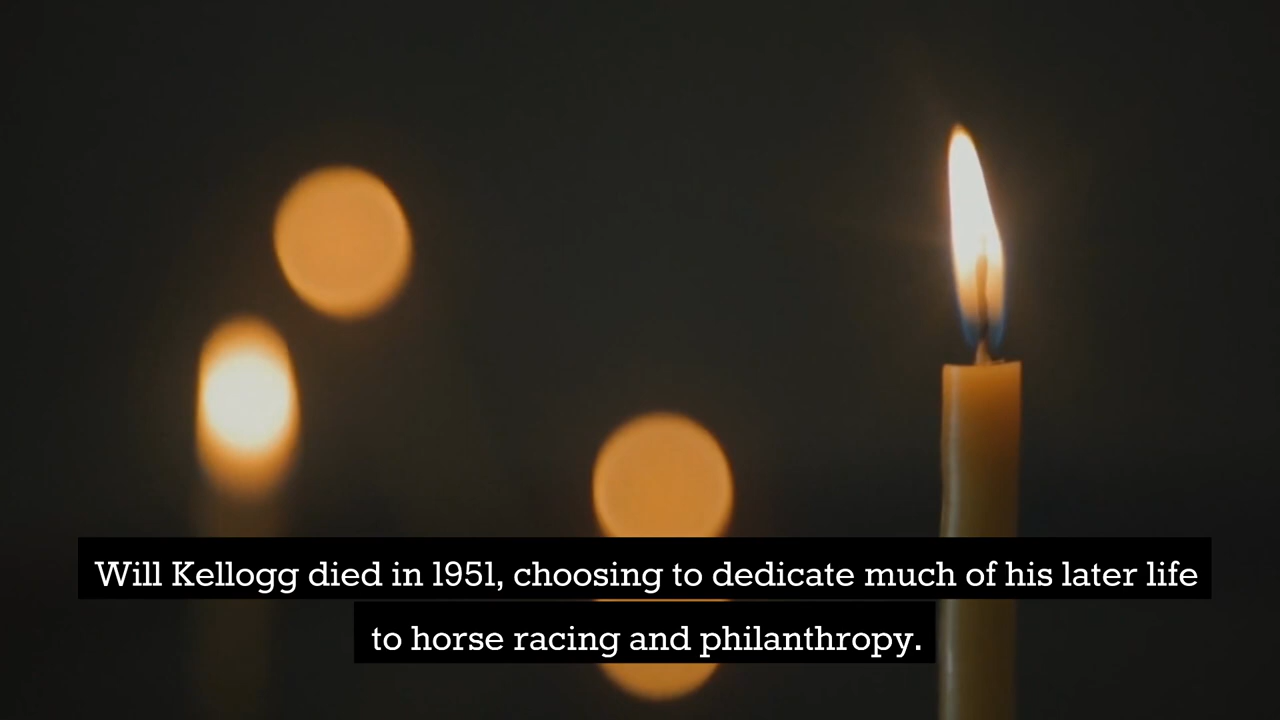 Will Kellogg died in 1951, choosing to dedicate much of his later life
to horse racing and philanthropy.